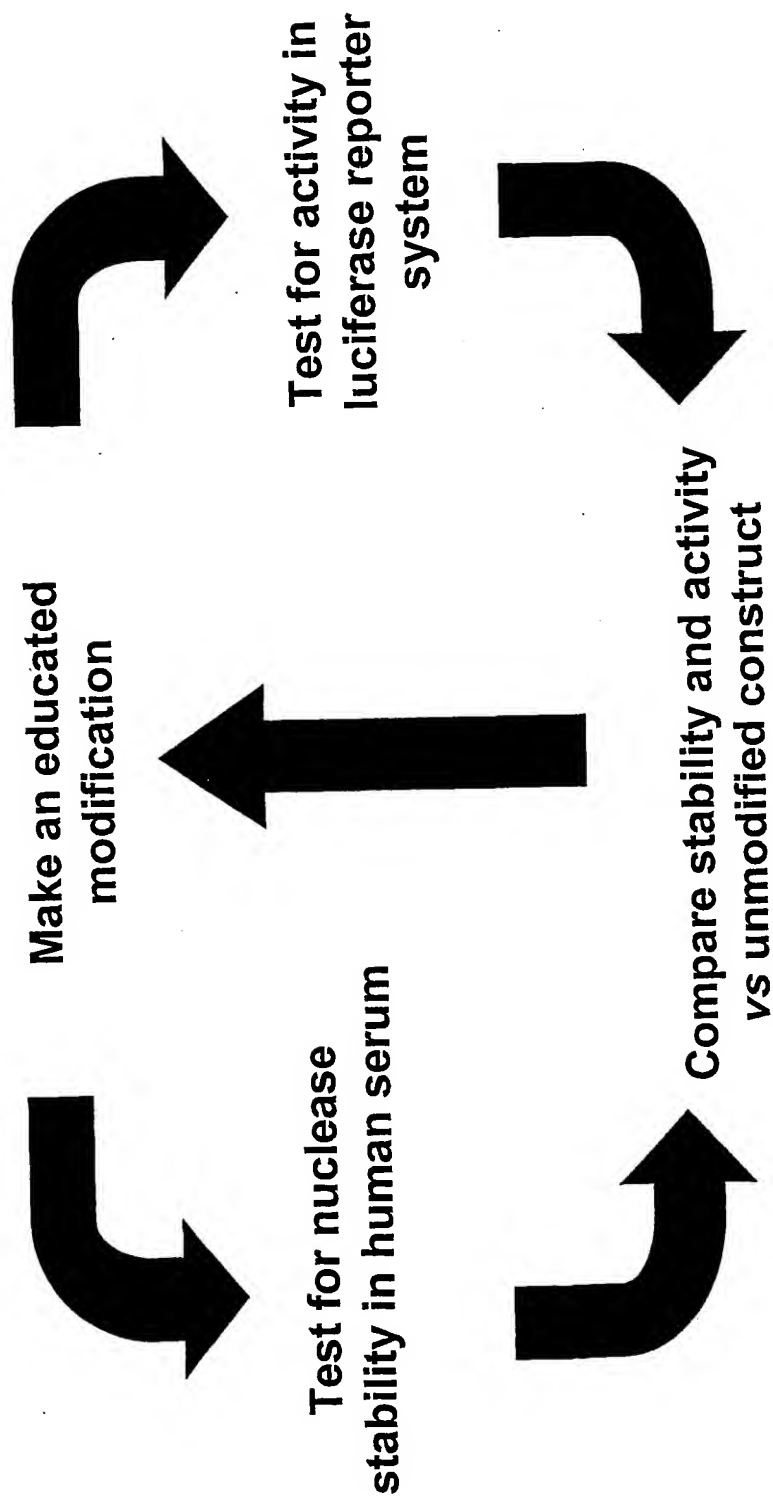 Make an educated
modification
Test for nuclease
stability in human serum
Test for activity in
luciferase reporter
system
Compare stability and activity
vs unmodified construct